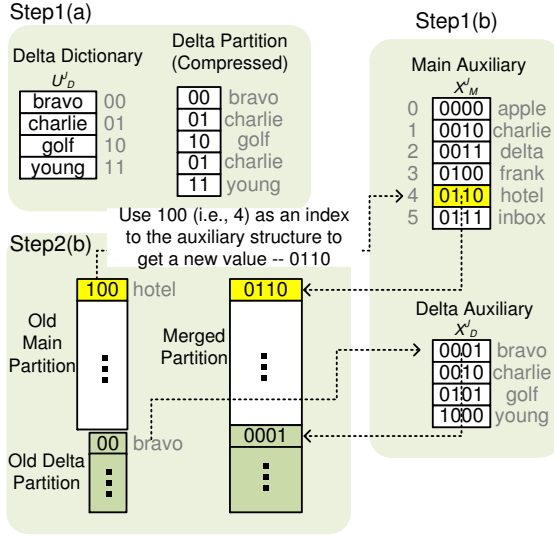 Step1(a)
Delta Dictionary
U^J_D
bravo 00
charlie 01
golf 10
young 11
Delta Partition
(Compressed)
00 bravo
01 charlie
10 golf
01 charlie
11 young
Step1(b)
Main Auxiliary
X^J_M
0 0000 apple
1 0010 charlie
2 0011 delta
3 0100 frank
4 0110 hotel
5 0111 inbox
Use 100 (i.e., 4) as an index
to the auxiliary structure to
get a new value -- 0110
Step2(b)
100 hotel
Old
Main
Partition
00 bravo
Old Delta
Partition
0110
Merged
Partition
0001
Delta Auxiliary
X^J_D
0001 bravo
0010 charlie
0101 golf
1000 young